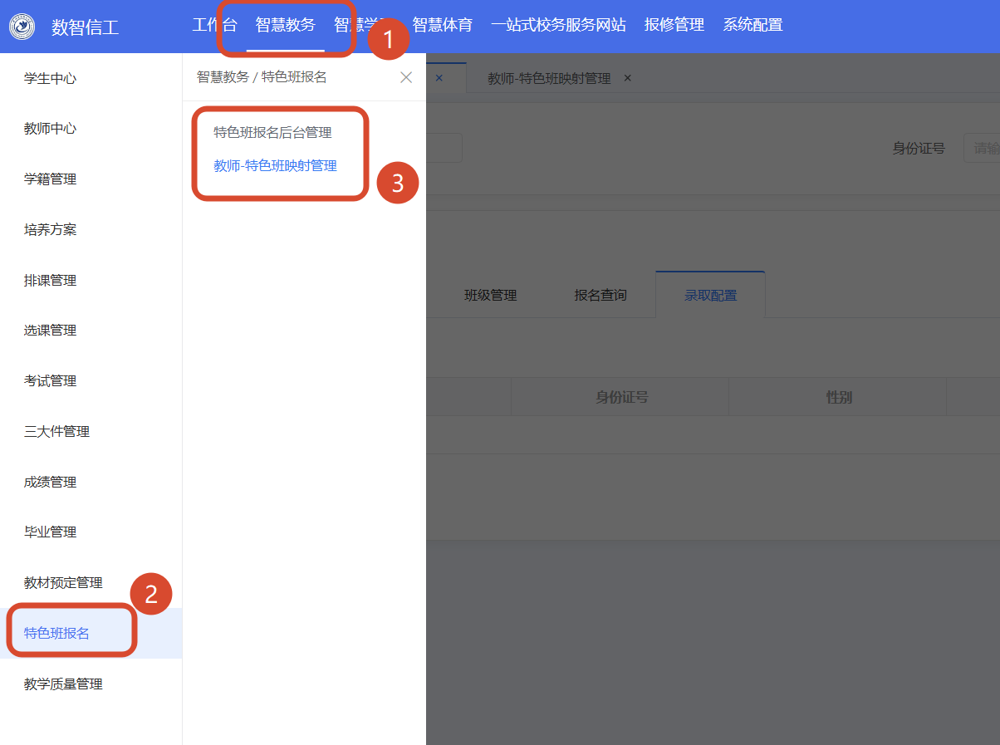 数智信工
工作台 智慧教务 智慧学 智慧体育 一站式校务服务网站 报修管理 系统配置
1
学生中心
教师中心
学籍管理
培养方案
排课管理
选课管理
考试管理
三大件管理
成绩管理
毕业管理
教材预定管理
2
特色班报名
教学质量管理
智慧教务 / 特色班报名
特色班报名后台管理
教师-特色班映射管理
3
教师-特色班映射管理
身份证号 请输
班级管理 报名查询 录取配置
身份证号 性别